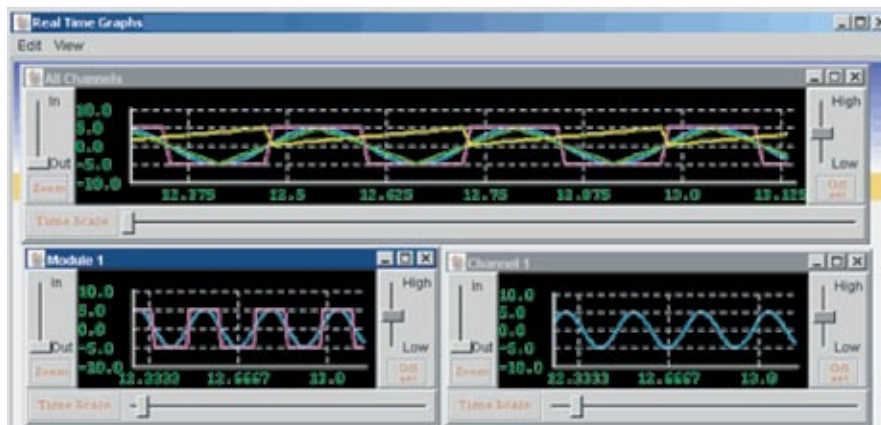 Real Time Graphs
Edit View
All Channels
In
Out
Zoom
10.0
5.0
0.0
-5.0
-10.0
12.375 12.5 12.625 12.75 12.875 13.0 13.125
High
Low
Off set
Time Scale
Module 1
In
Out
Zoom
10.0
5.0
0.0
-5.0
-10.0
12.3333 12.6667 13.0
High
Low
Off set
Time Scale
Channel 1
In
Out
Zoom
10.0
5.0
0.0
-5.0
-10.0
12.3333 12.6667 13.0
High
Low
Off set
Time Scale